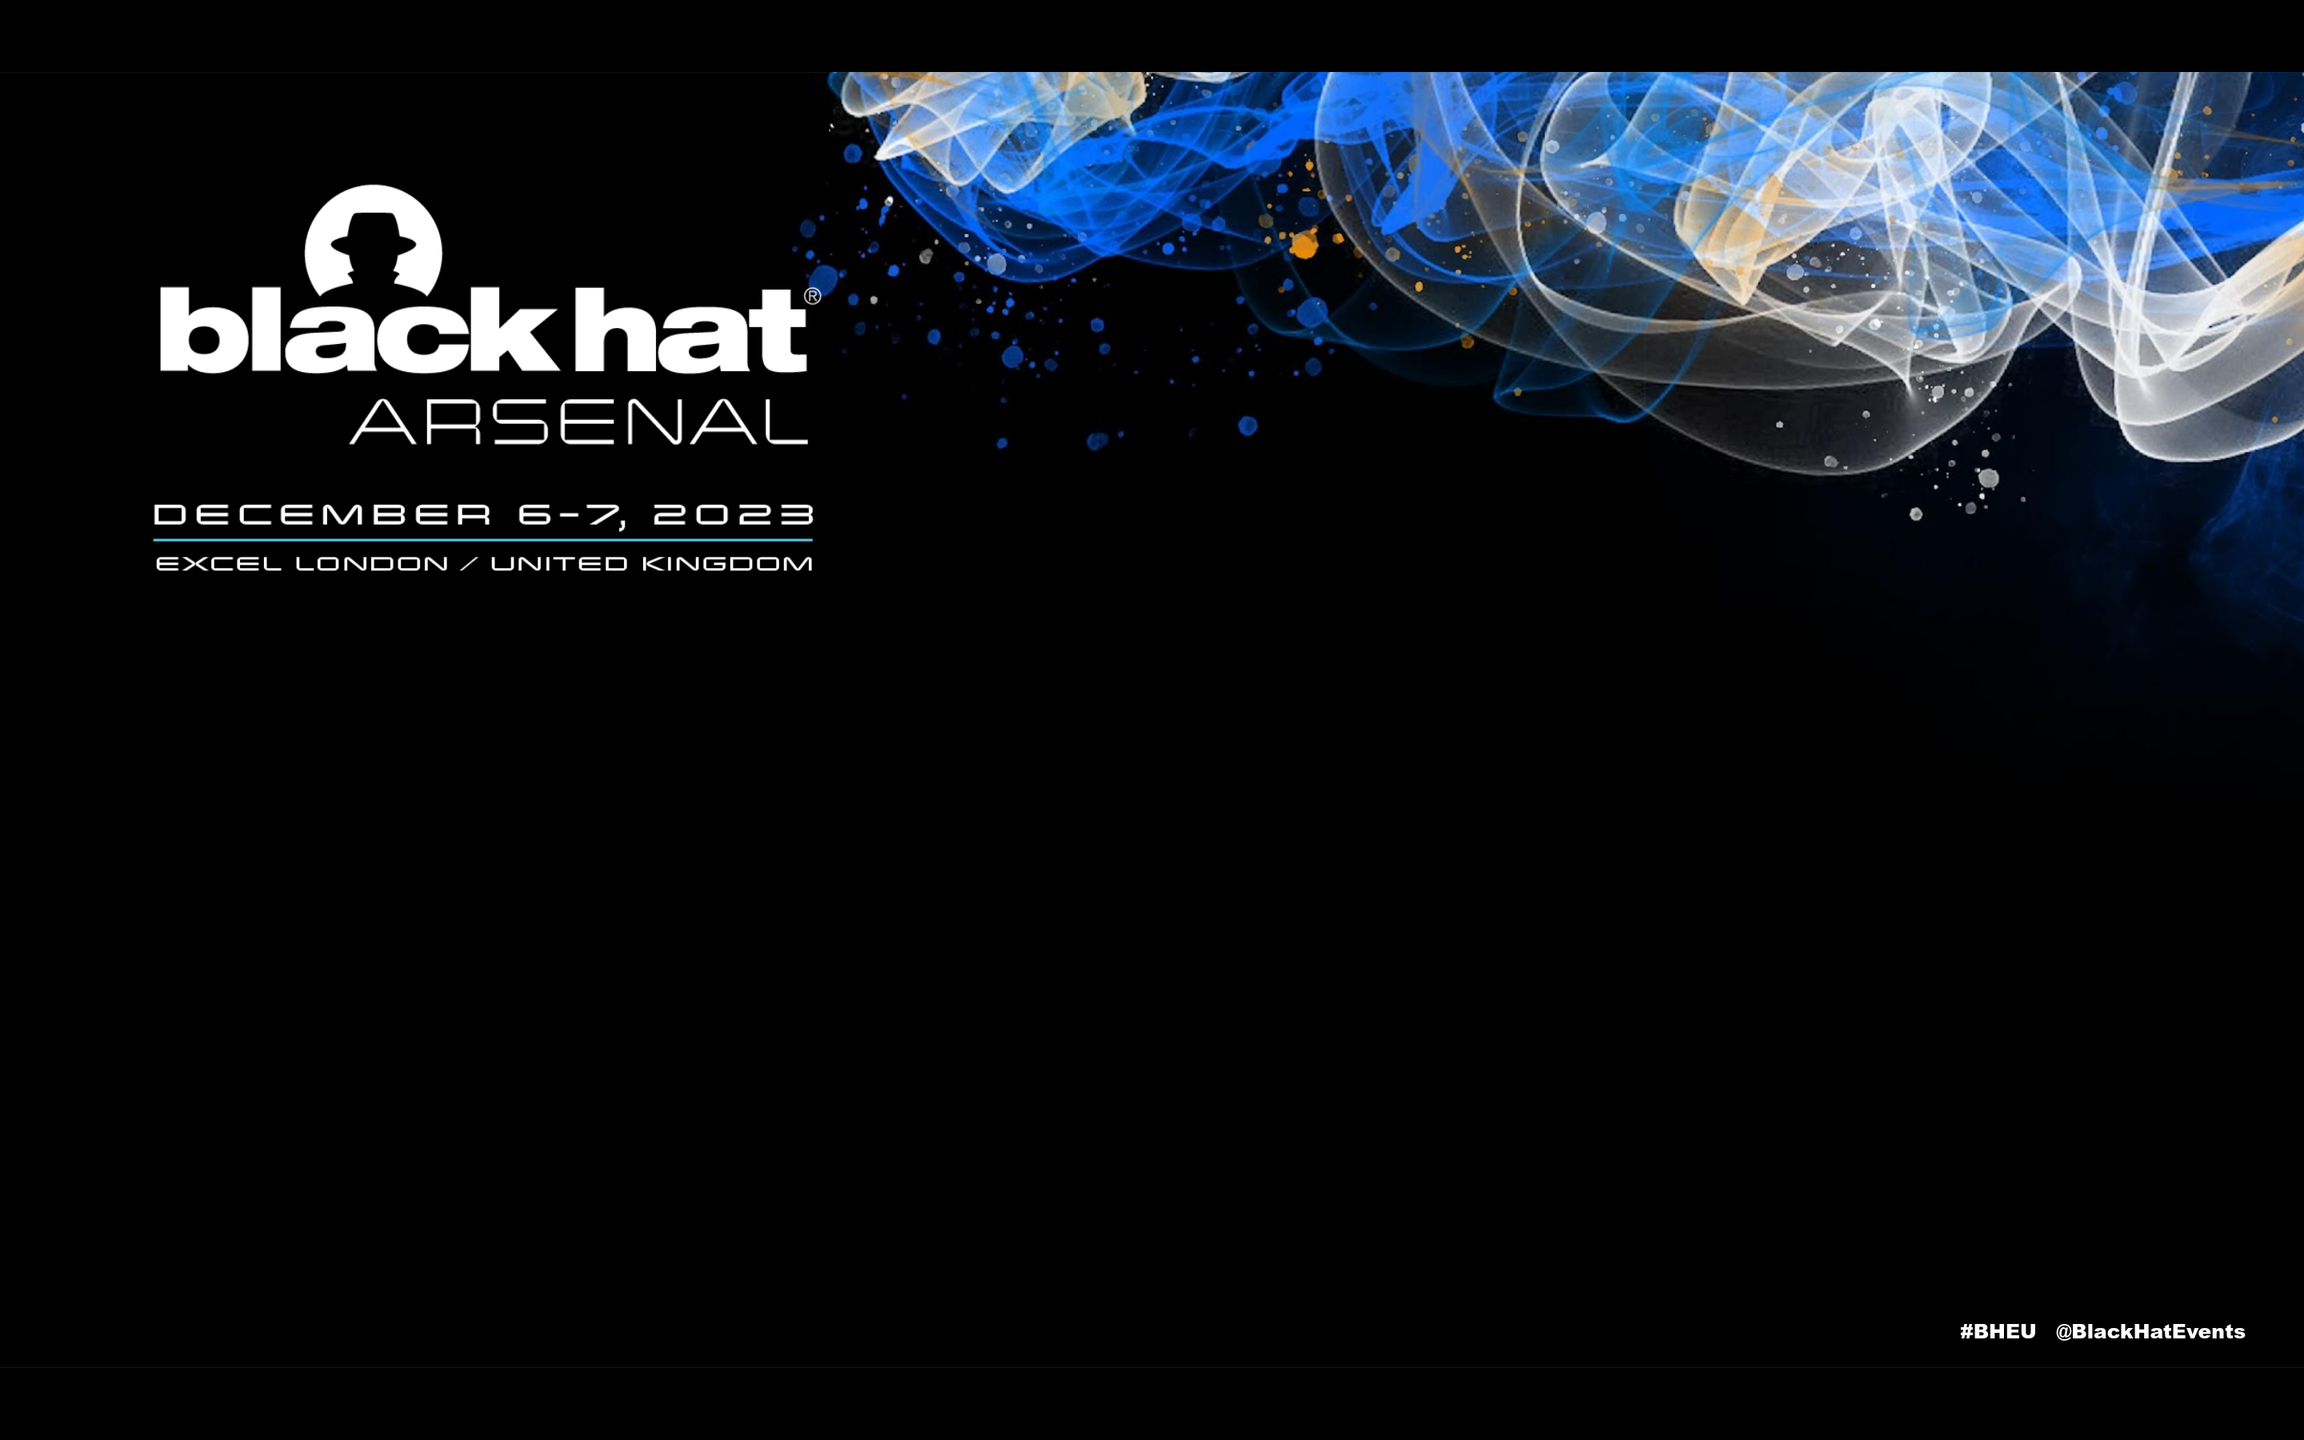 black hat®
ARSENAL
DECEMBER 6-7, 2023
EXCEL LONDON / UNITED KINGDOM
#BHEU @BlackHatEvents